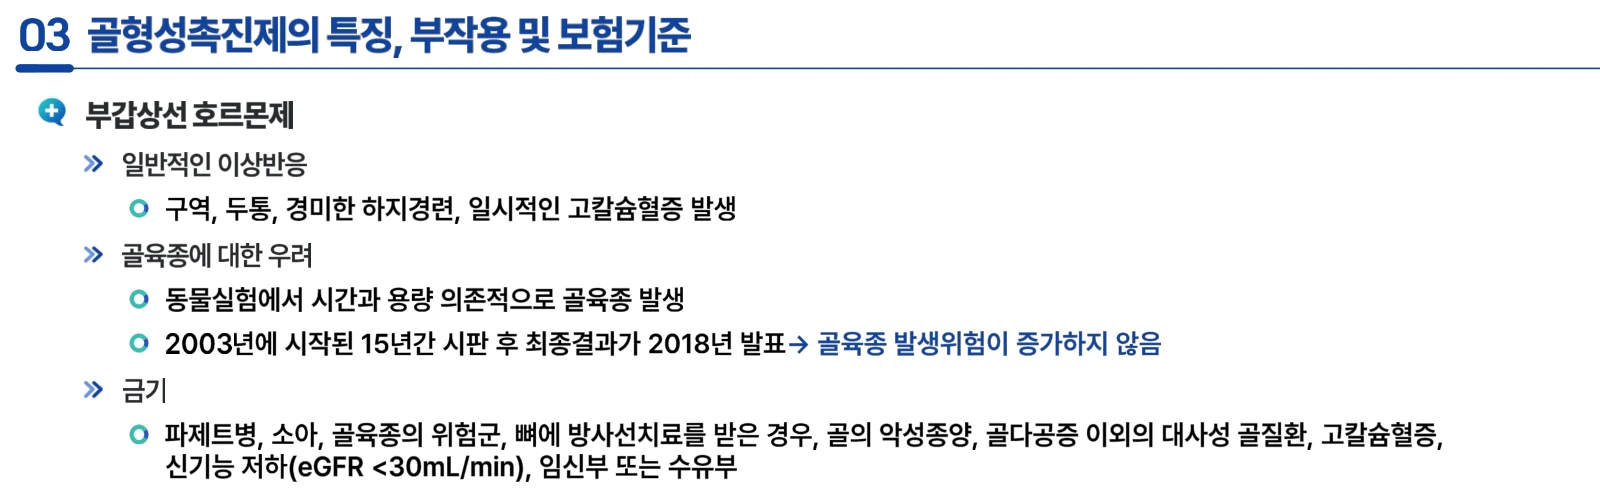 03 골형성촉진제의 특징, 부작용 및 보험기준
부갑상선 호르몬제
일반적인 이상반응
구역, 두통, 경미한 하지경련, 일시적인 고칼슘혈증 발생
골육종에 대한 우려
동물실험에서 시간과 용량 의존적으로 골육종 발생
2003년에 시작된 15년간 시판 후 최종결과가 2018년 발표→ 골육종 발생위험이 증가하지 않음
금기
파제트병, 소아, 골육종의 위험군, 뼈에 방사선치료를 받은 경우, 골의 악성종양, 골다공증 이외의 대사성 골질환, 고칼슘혈증,
신기능 저하(eGFR <30mL/min), 임신부 또는 수유부